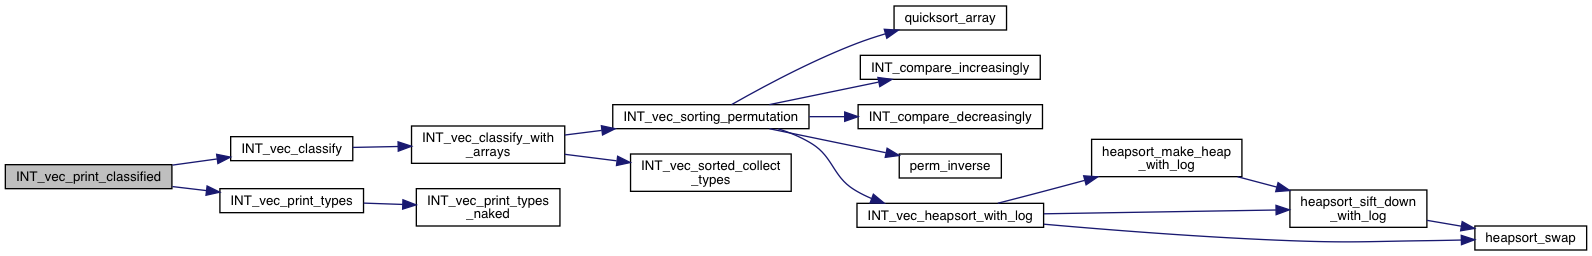 INT_vec_print_classified
INT_vec_classify
INT_vec_print_types
INT_vec_classify_with
_arrays
INT_vec_print_types
_naked
INT_vec_sorting_permutation
INT_vec_sorted_collect
_types
quicksort_array
INT_compare_increasingly
INT_compare_decreasingly
perm_inverse
INT_vec_heapsort_with_log
heapsort_make_heap
_with_log
heapsort_sift_down
_with_log
heapsort_swap